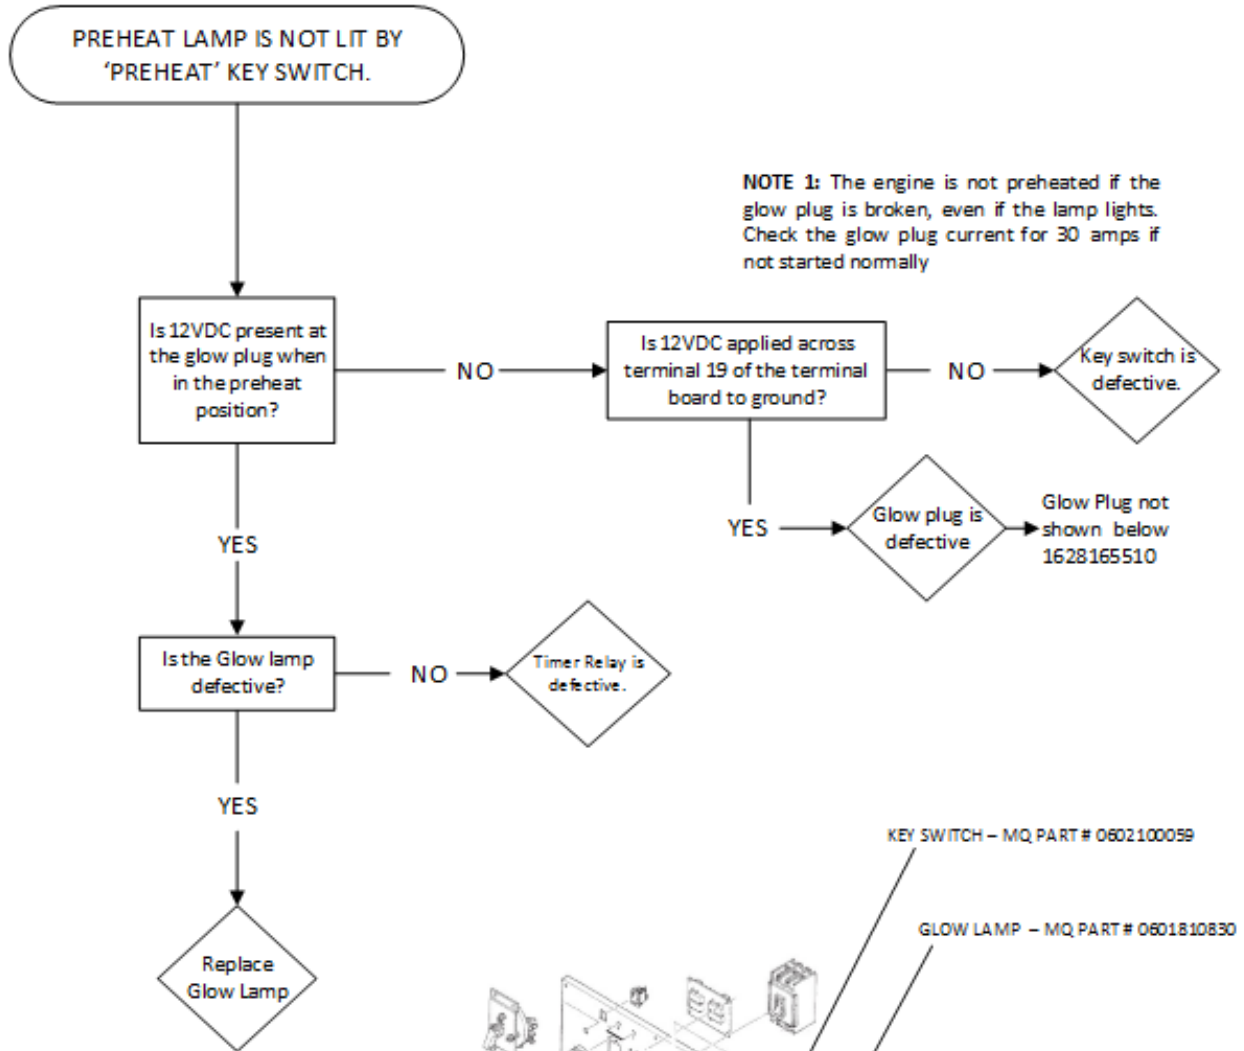 PREHEAT LAMP IS NOT LIT BY
‘PREHEAT’ KEY SWITCH.
NOTE 1: The engine is not preheated if the
glow plug is broken, even if the lamp lights.
Check the glow plug current for 30 amps if
not started normally
Is 12VDC present at
the glow plug when
in the preheat
position?
NO
Is 12VDC applied across
terminal 19 of the terminal
board to ground?
NO
Key switch is
defective.
YES
Glow plug is
defective
Glow Plug not
shown below
1628165510
YES
Is the Glow lamp
defective?
NO
Timer Relay is
defective.
YES
Replace
Glow Lamp
KEY SWITCH – MQ PART # 0602100059
GLOW LAMP – MQ PART # 0601810830